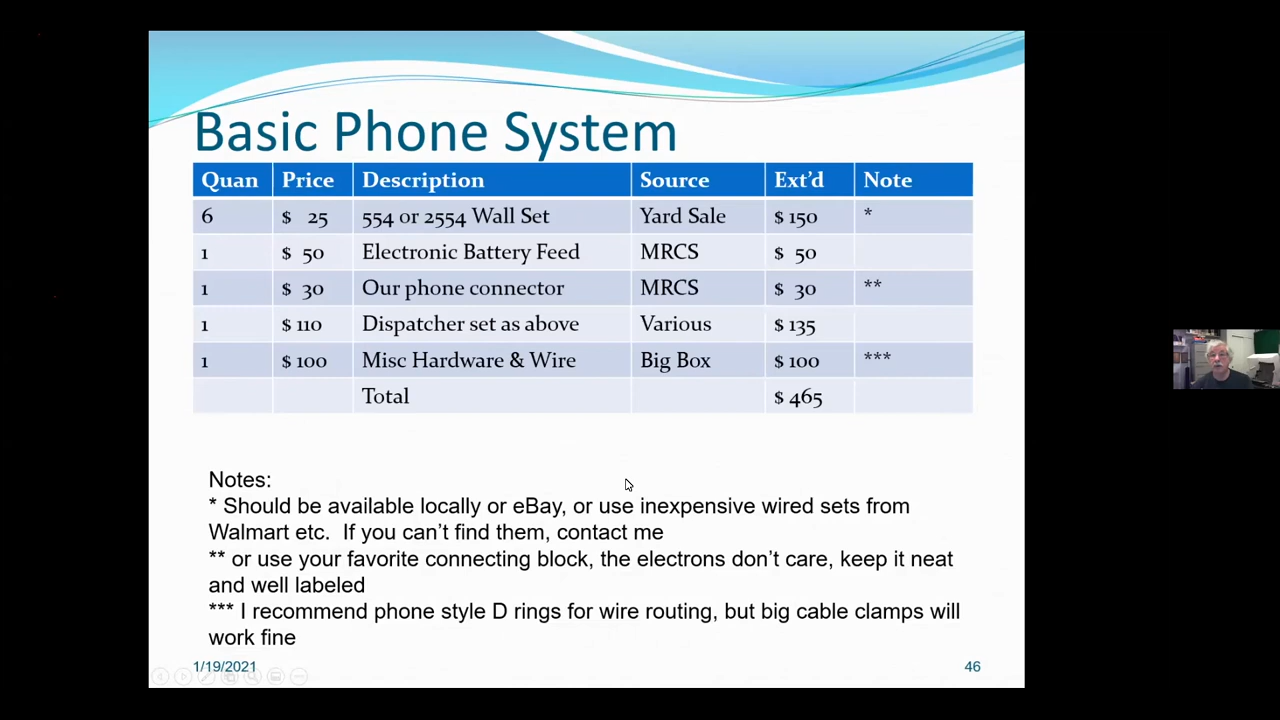 Basic Phone System
Quan Price Description Source Ext’d Note
6 $ 25 554 or 2554 Wall Set Yard Sale $ 150 *
1 $ 50 Electronic Battery Feed MRCS $ 50
1 $ 30 Our phone connector MRCS $ 30 **
1 $ 110 Dispatcher set as above Various $ 135
1 $ 100 Misc Hardware & Wire Big Box $ 100 ***
Total $ 465
Notes:
* Should be available locally or eBay, or use inexpensive wired sets from
Walmart etc. If you can’t find them, contact me
** or use your favorite connecting block, the electrons don’t care, keep it neat
and well labeled
*** I recommend phone style D rings for wire routing, but big cable clamps will
work fine
1/19/2021 46